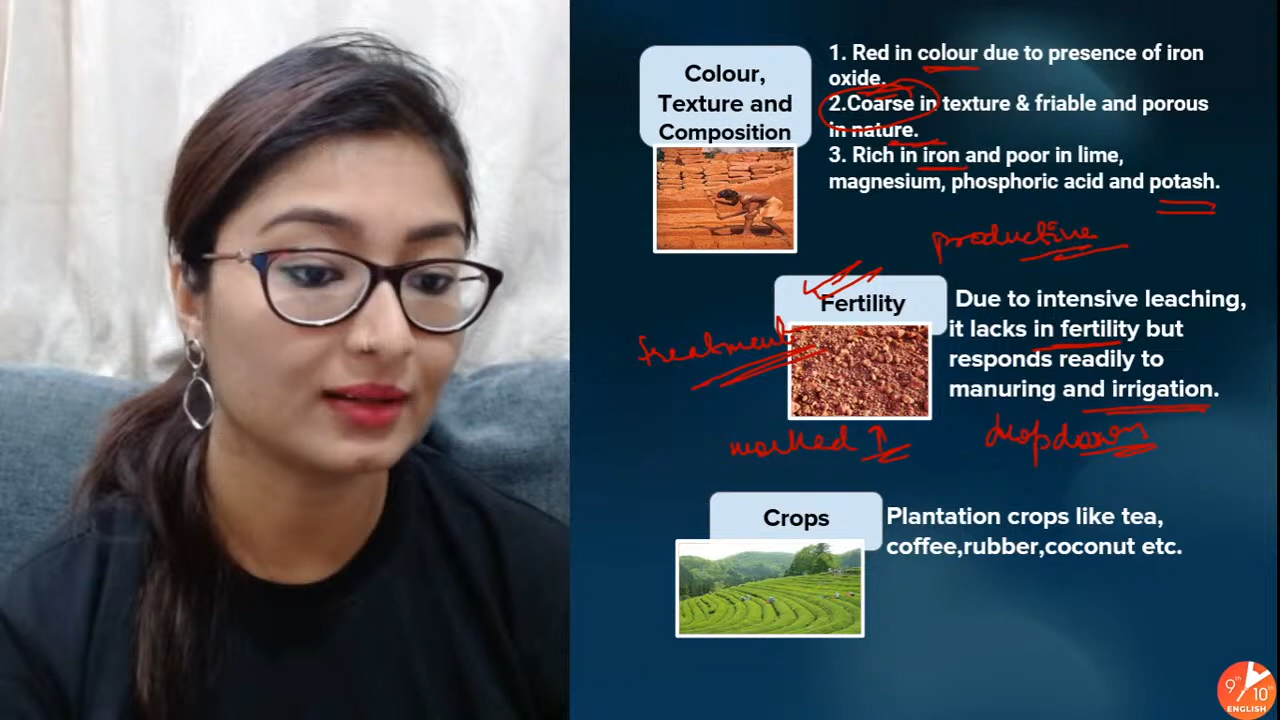 Colour,
Texture and
Composition
1. Red in colour due to presence of iron
oxide.
2.Coarse in texture & friable and porous
in nature.
3. Rich in iron and poor in lime,
magnesium, phosphoric acid and potash.
productive
Fertility
treatment
Due to intensive leaching,
it lacks in fertility but
responds readily to
manuring and irrigation.
marked ↑
dropdowns
Crops
Plantation crops like tea,
coffee,rubber,coconut etc.
9th
10th
ENGLISH